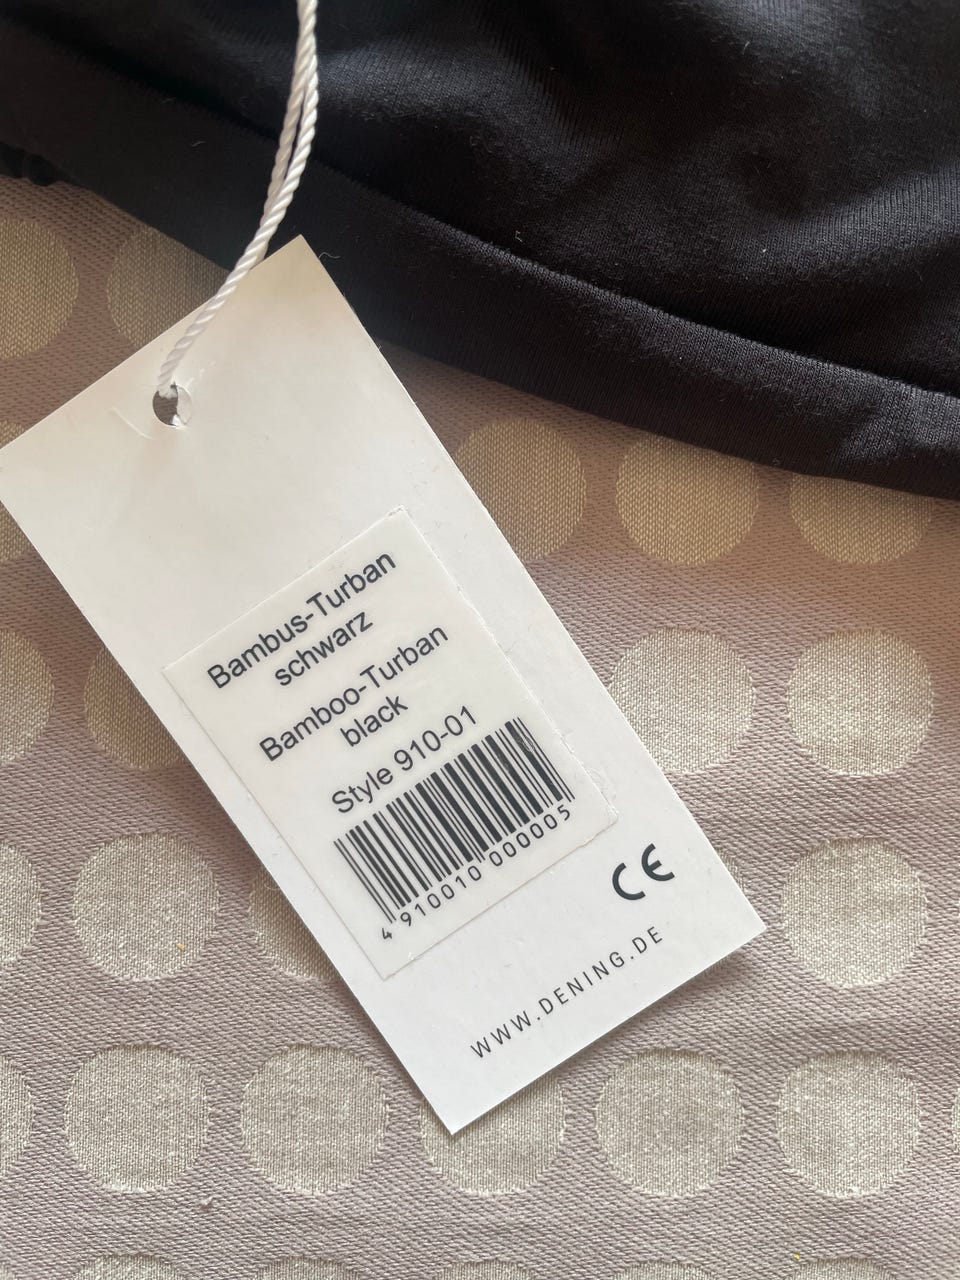 Bambus-Turban
schwarz
Bamboo-Turban
black
Style 910-01
4 910010 000005
CE
WWW.DENING.DE